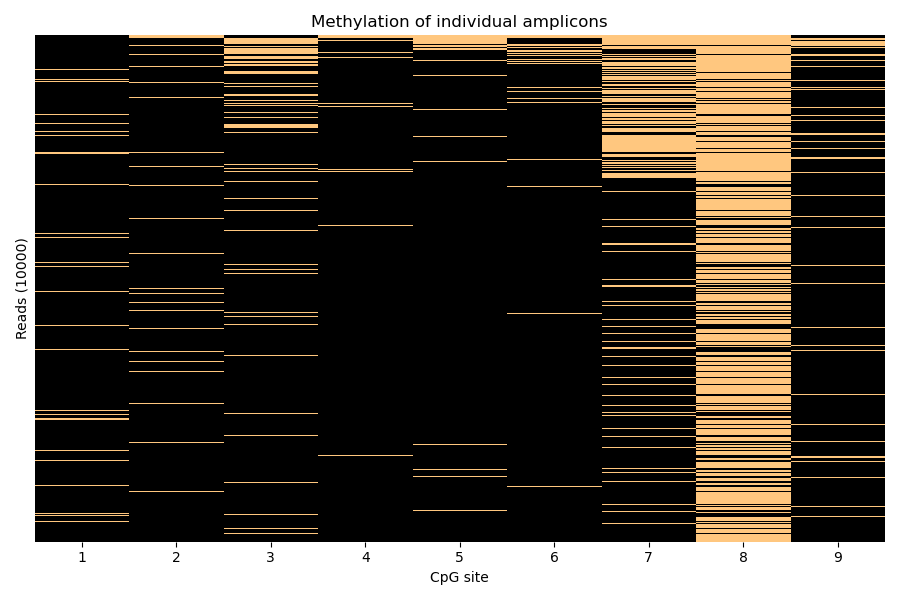 Methylation of individual amplicons
Reads (10000)
1 2 3 4 5 6 7 8 9
CpG site